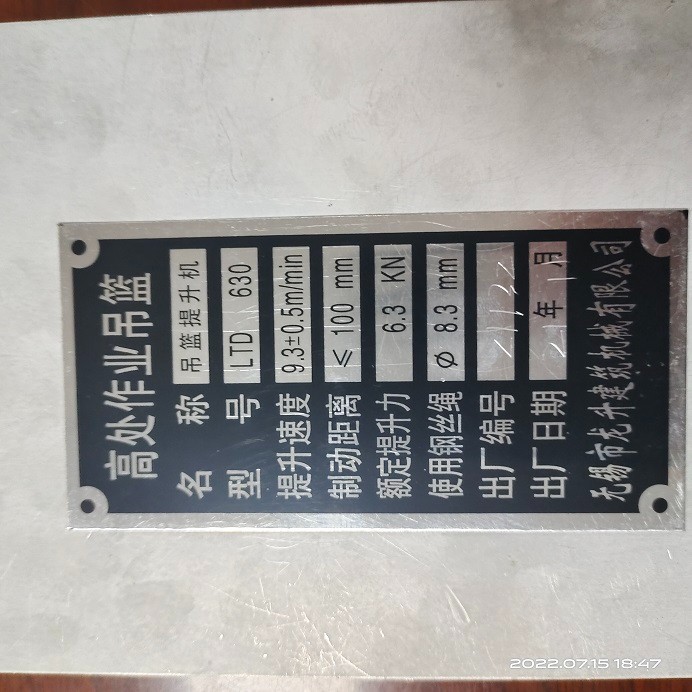 高处作业吊篮
名 称 吊篮提升机
型 号 LTD 630
提升速度 9.3±0.5m/min
制动距离 ≤ 100 mm
额定提升力 6.3 KN
使用钢丝绳 Ø 8.3 mm
出厂编号
出厂日期 21 年 1 月
无锡市龙升建筑机械有限公司
2022.07.15 18:47